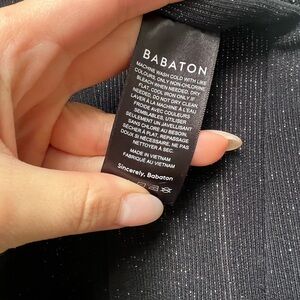 BABATON
MACHINE WASH COLD WITH LIKE
COLOURS, ONLY NON-CHLORINE
BLEACH WHEN NEEDED. DRY
FLAT, COOL IRON ONLY IF
NEEDED. DO NOT DRY CLEAN
LAVER À LA MACHINE À L'EAU
FROIDE AVEC COULEURS
SEMBLABLES, UTILISER
SEULEMENT UN JAVELLISANT
SANS CHLORE AU BESOIN.
SÉCHER À PLAT, REPASSAGE
DOUX SI NÉCESSAIRE. NE PAS
NETTOYER À SEC.
MADE IN VIETNAM
FABRIQUÉ AU VIETNAM
Sincerely, Babaton